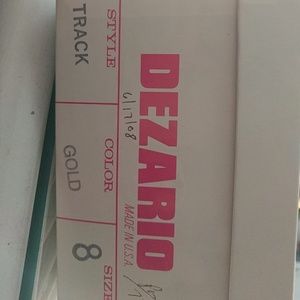 DEZARIO
6/17/08
MADE IN U.S.A.
STYLE
TRACK
COLOR
GOLD
SIZE
8